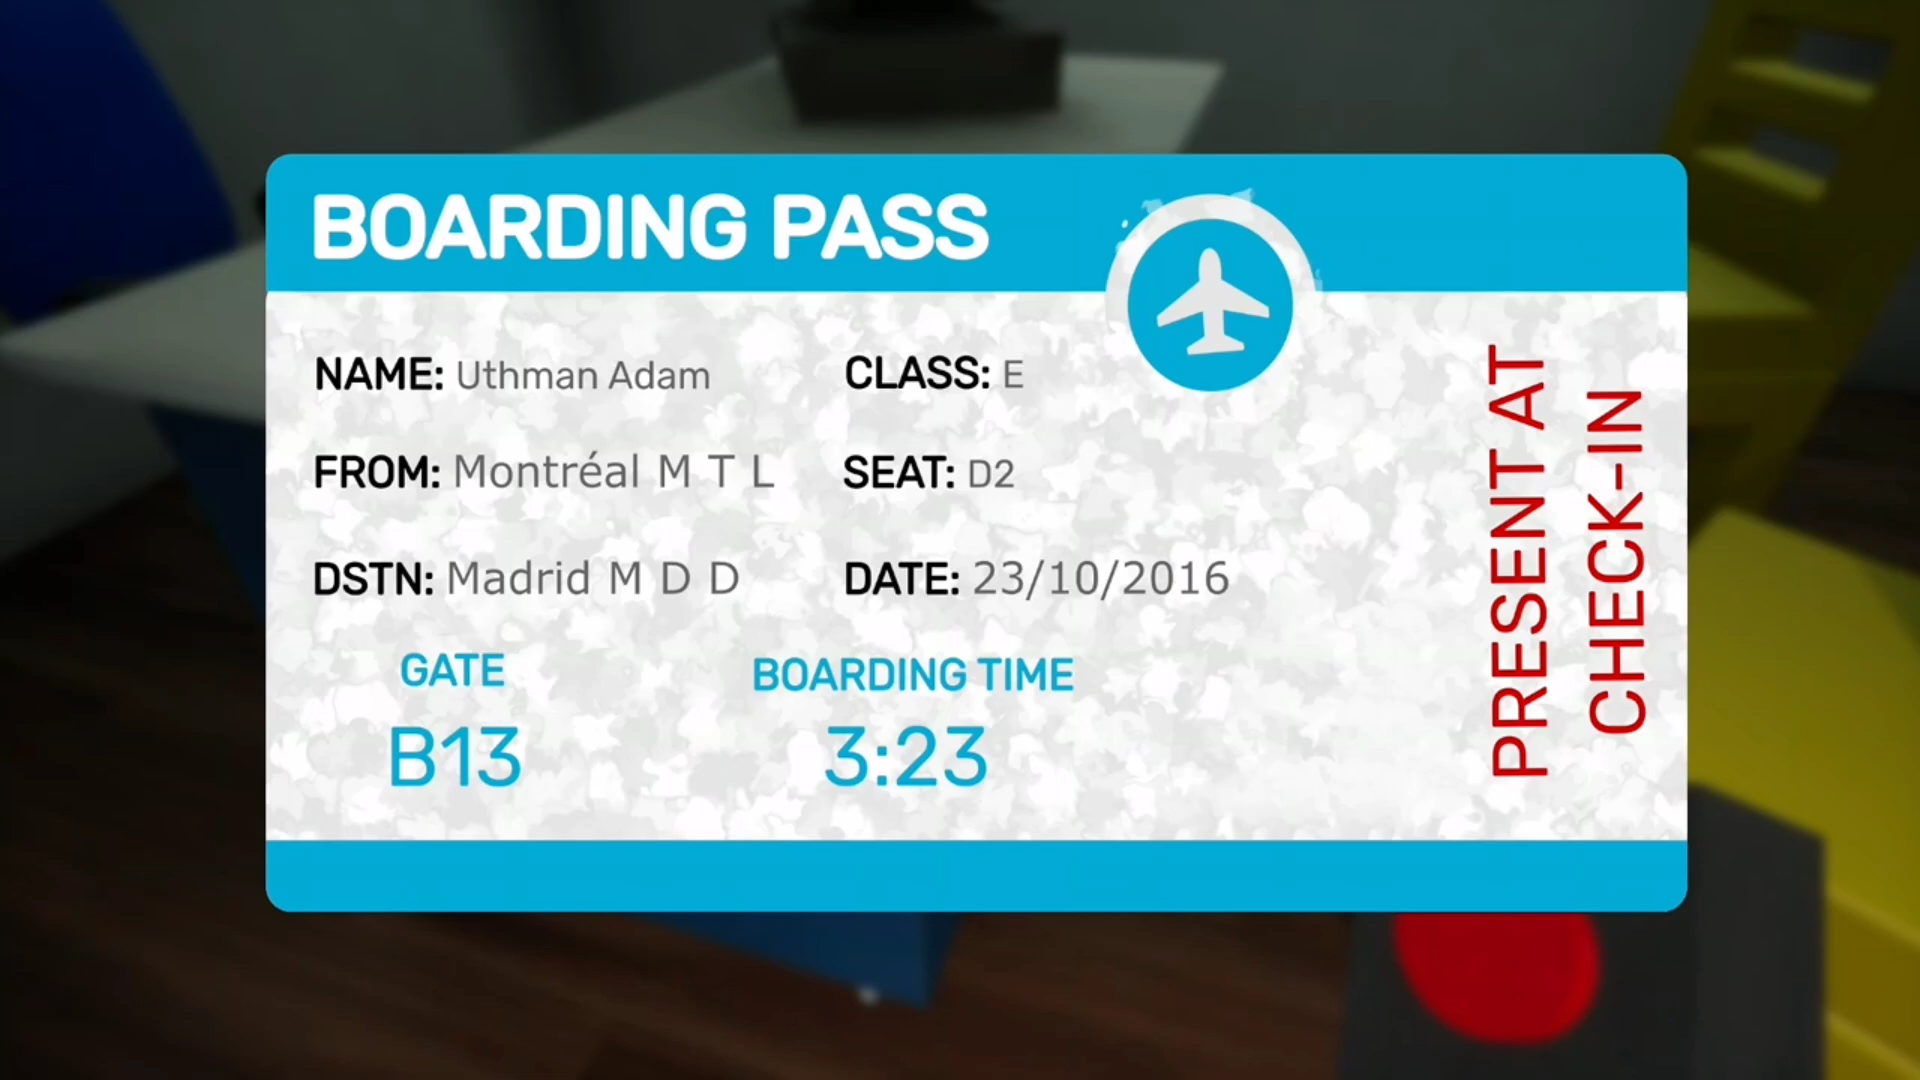 BOARDING PASS
NAME: Uthman Adam
CLASS: E
FROM: Montréal M T L
SEAT: D2
DSTN: Madrid M D D
DATE: 23/10/2016
GATE
B13
BOARDING TIME
3:23
PRESENT AT
CHECK-IN